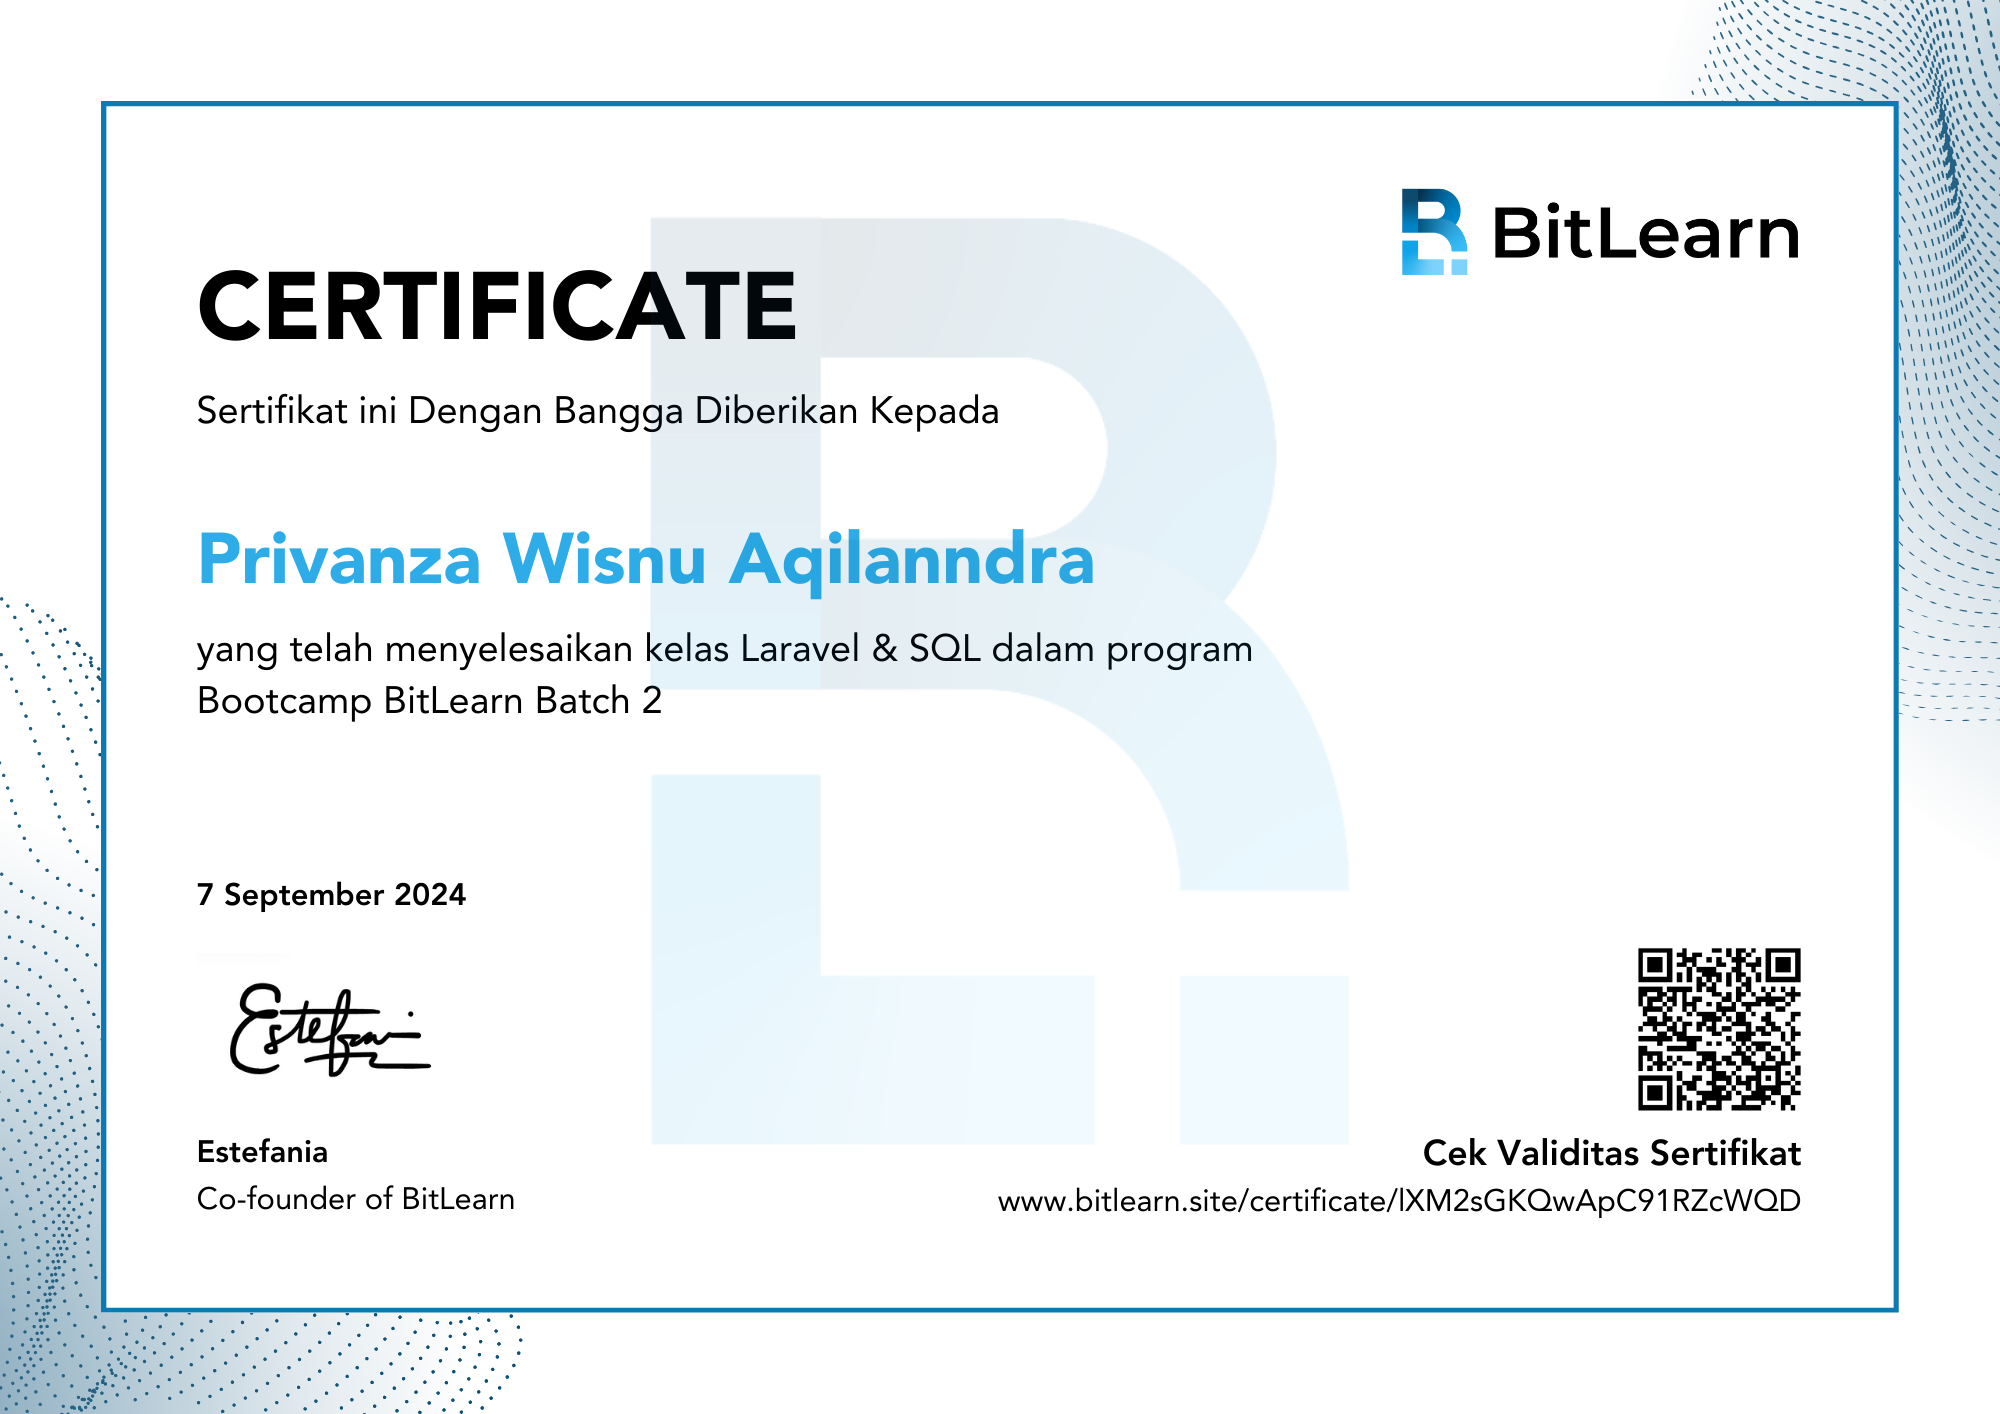 BitLearn
CERTIFICATE
Sertifikat ini Dengan Bangga Diberikan Kepada
Privanza Wisnu Aqilanndra
yang telah menyelesaikan kelas Laravel & SQL dalam program
Bootcamp BitLearn Batch 2
7 September 2024
Estefani
Estefania
Co-founder of BitLearn
Cek Validitas Sertifikat
www.bitlearn.site/certificate/lXM2sGKQwApC91RZcWQD